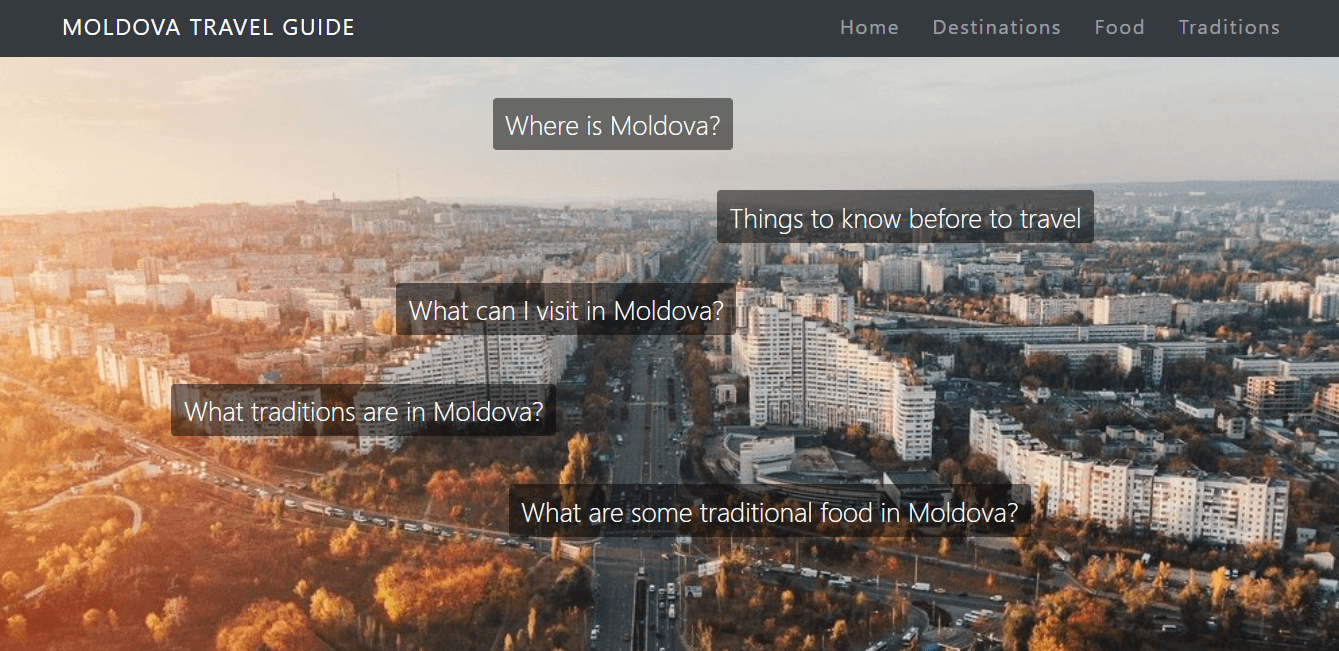 MOLDOVA TRAVEL GUIDE
Home Destinations Food Traditions
Where is Moldova?
Things to know before to travel
What can I visit in Moldova?
What traditions are in Moldova?
What are some traditional food in Moldova?